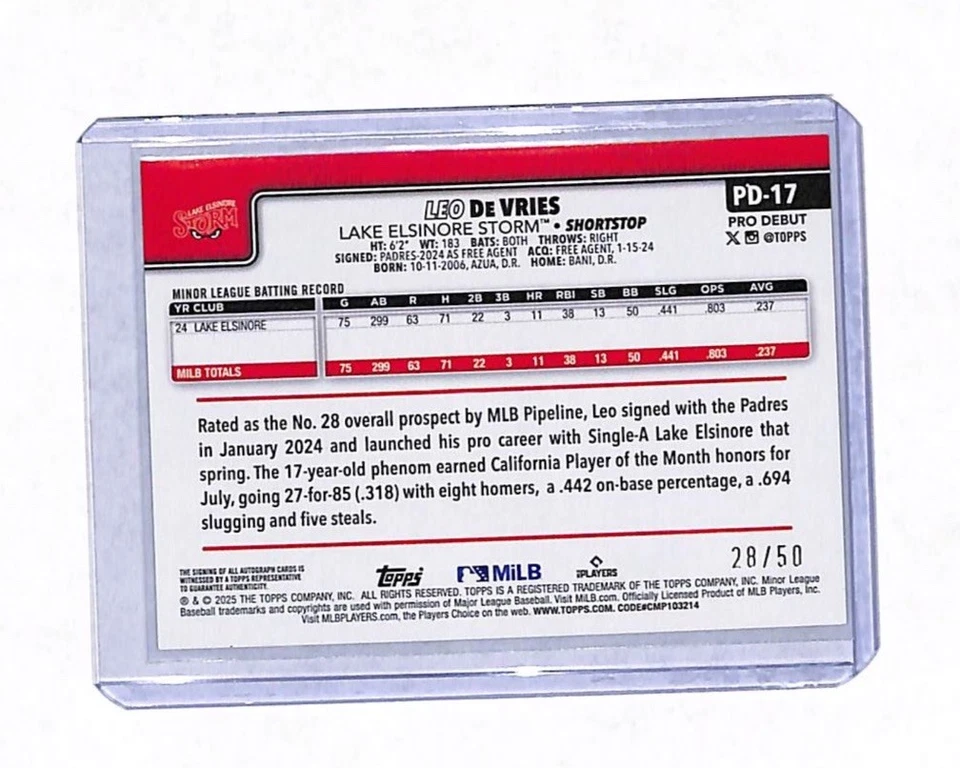 LAKE ELSINORE
STORM
PD-17
LEO DE VRIES
LAKE ELSINORE STORM™ • SHORTSTOP
PRO DEBUT
@TOPPS
HT: 6'2" WT: 183 BATS: BOTH THROWS: RIGHT
SIGNED: PADRES-2024 AS FREE AGENT ACQ: FREE AGENT, 1-15-24
BORN: 10-11-2006, AZUA, D.R. HOME: BANI, D.R.
MINOR LEAGUE BATTING RECORD
YR CLUB G AB R H 2B 3B HR RBI SB BB SLG OPS AVG
24 LAKE ELSINORE 75 299 63 71 22 3 11 38 13 50 .441 .803 .237
MILB TOTALS 75 299 63 71 22 3 11 38 13 50 .441 .803 .237
Rated as the No. 28 overall prospect by MLB Pipeline, Leo signed with the Padres
in January 2024 and launched his pro career with Single-A Lake Elsinore that
spring. The 17-year-old phenom earned California Player of the Month honors for
July, going 27-for-85 (.318) with eight homers, a .442 on-base percentage, a .694
slugging and five steals.
28/50
THE SIGNING OF ALL AUTOGRAPH CARDS IS
WITNESSED BY A TOPPS REPRESENTATIVE
TO GUARANTEE AUTHENTICITY.
Topps MiLB PLAYERS
® & © 2025 THE TOPPS COMPANY, INC. ALL RIGHTS RESERVED. TOPPS IS A REGISTERED TRADEMARK OF THE TOPPS COMPANY, INC. Minor League
Baseball trademarks and copyrights are used with permission of Major League Baseball. Visit MiLB.com. Officially Licensed Product of MLB Players, Inc.
Visit MLBPLAYERS.com, the Players Choice on the web. WWW.TOPPS.COM. CODE#CMP103214